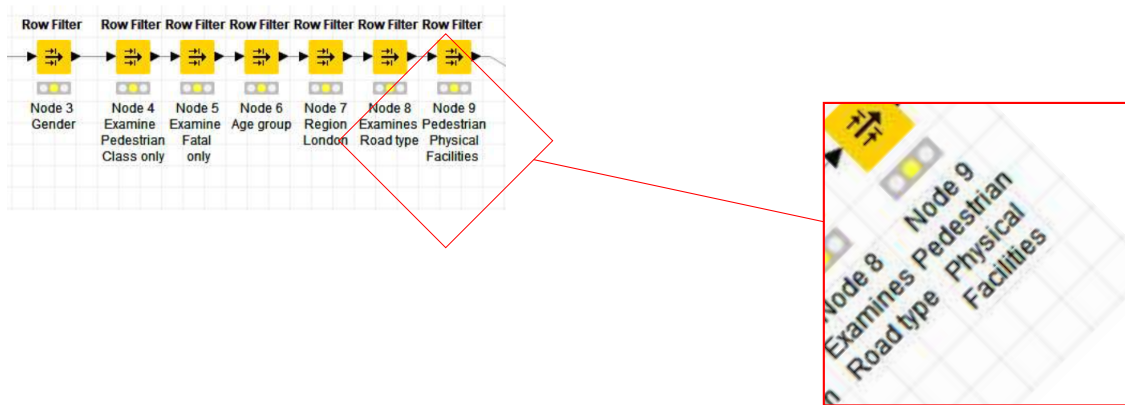 Row Filter Row Filter Row Filter Row Filter Row Filter Row Filter Row Filter
Node 3
Gender
Node 4
Examine
Pedestrian
Class only
Node 5
Examine
Fatal
only
Node 6
Age group
Node 7
Region
London
Node 8
Examines
Road type
Node 9
Pedestrian
Physical
Facilities
Node 9
Pedestrian
Physical
Facilities
Node 8
Examines
Road type